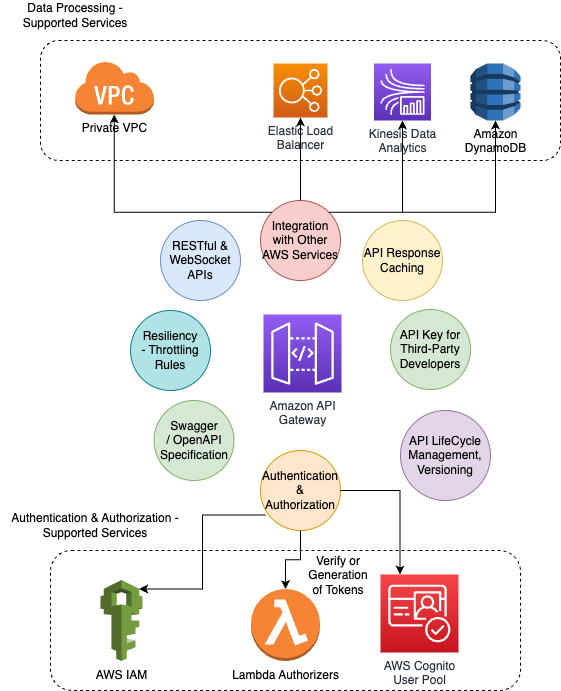 Data Processing -
Supported Services
VPC
Private VPC
Elastic Load
Balancer
Kinesis Data
Analytics
Amazon
DynamoDB
Integration
with Other
AWS Services
RESTful &
WebSocket
APIs
API Response
Caching
Resiliency
- Throttling
Rules
</>
API Key for
Third-Party
Developers
Amazon API
Gateway
Swagger
/ OpenAPI
Specification
API LifeCycle
Management,
Versioning
Authentication
&
Authorization
Authentication & Authorization -
Supported Services
Verify or
Generation
of Tokens
AWS IAM
Lambda Authorizers
AWS Cognito
User Pool